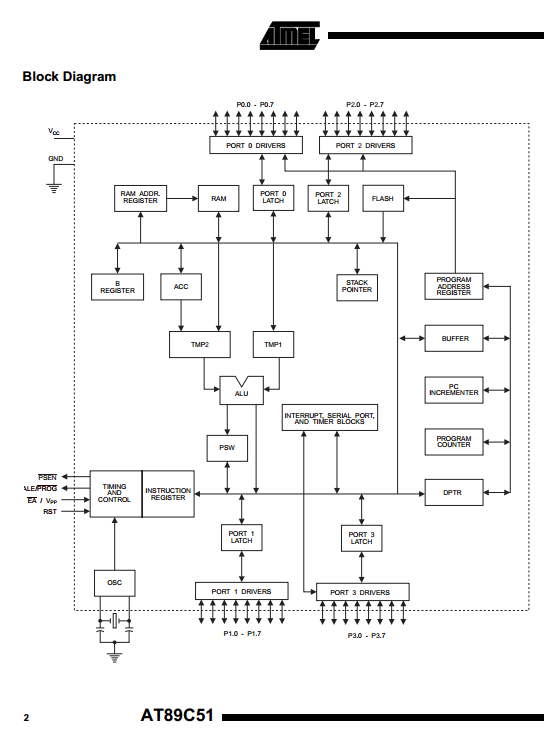 ATMEL
Block Diagram
P0.0 - P0.7
P2.0 - P2.7
VCC
PORT 0 DRIVERS
PORT 2 DRIVERS
GND
RAM ADDR.
REGISTER
RAM
PORT 0
LATCH
PORT 2
LATCH
FLASH
B
REGISTER
ACC
STACK
POINTER
PROGRAM
ADDRESS
REGISTER
TMP2
TMP1
BUFFER
ALU
PC
INCREMENTER
INTERRUPT, SERIAL PORT,
AND TIMER BLOCKS
PSW
PROGRAM
COUNTER
PSEN
ALE/PROG
EA / VPP
RST
TIMING
AND
CONTROL
INSTRUCTION
REGISTER
DPTR
PORT 1
LATCH
PORT 3
LATCH
OSC
PORT 1 DRIVERS
PORT 3 DRIVERS
P1.0 - P1.7
P3.0 - P3.7
2
AT89C51